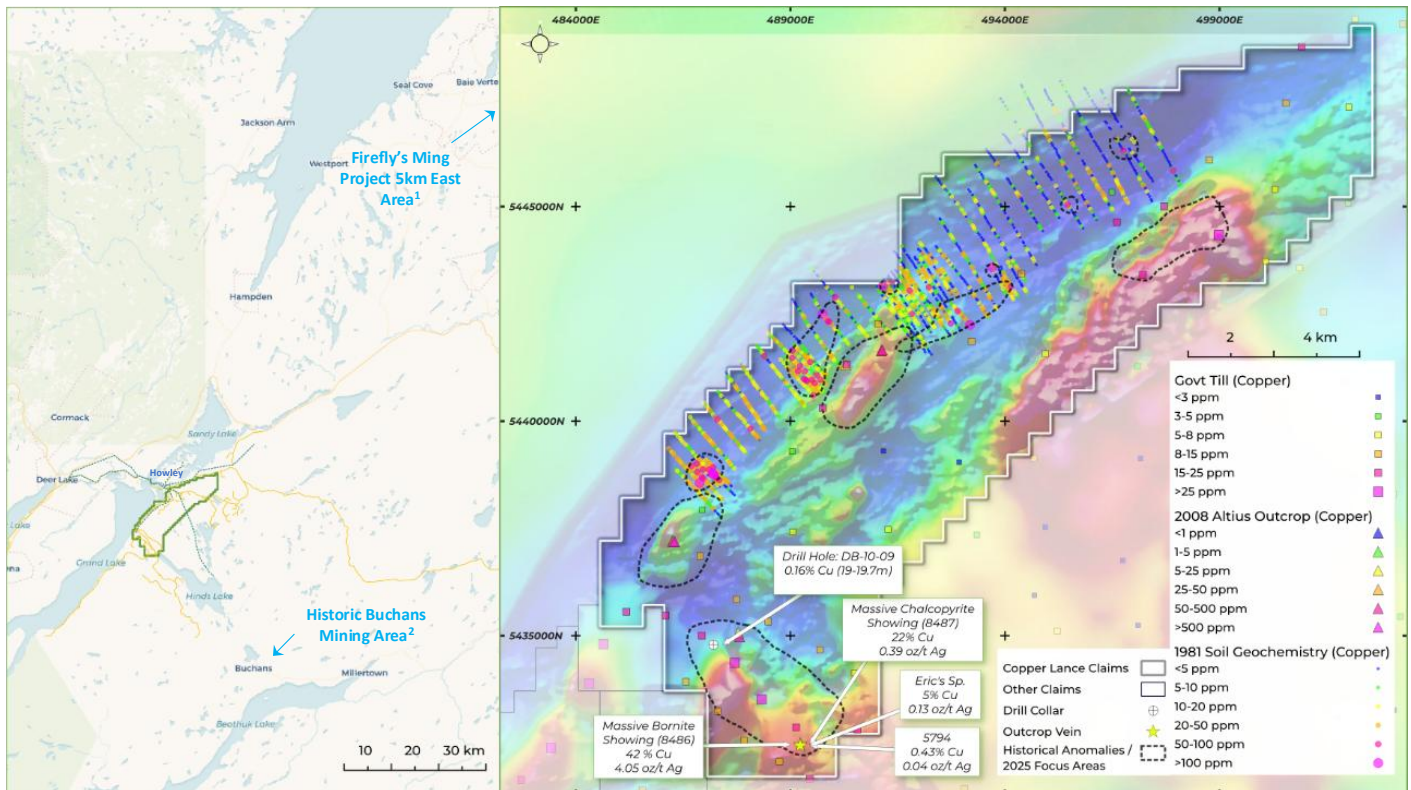 Seal Cove
Baie Verte
Jackson Arm
Westport
Firefly's Ming
Project 5km East
Area1
Hampden
Cormack
Sandy Lake
Howley
Deer Lake
Lake
Grand Lake
Hinds Lake
Historic Buchans
Mining Area2
Buchans
Millertown
Beothuk Lake
10 20 30 km
484000E 489000E 494000E 499000E
5445000N
5440000N
5435000N
2 4 km
Drill Hole: DB-10-09
0.16% Cu (19-19.7m)
Massive Chalcopyrite
Showing (8487)
22% Cu
0.39 oz/t Ag
Eric's Sp.
5% Cu
0.13 oz/t Ag
Massive Bornite
Showing (8486)
42 % Cu
4.05 oz/t Ag
5794
0.43% Cu
0.04 oz/t Ag
Copper Lance Claims
Other Claims
Drill Collar
Outcrop Vein
Historical Anomalies /
2025 Focus Areas
Govt Till (Copper)
<3 ppm
3-5 ppm
5-8 ppm
8-15 ppm
15-25 ppm
>25 ppm
2008 Altius Outcrop (Copper)
<1 ppm
1-5 ppm
5-25 ppm
25-50 ppm
50-500 ppm
>500 ppm
1981 Soil Geochemistry (Copper)
<5 ppm
5-10 ppm
10-20 ppm
20-50 ppm
50-100 ppm
>100 ppm